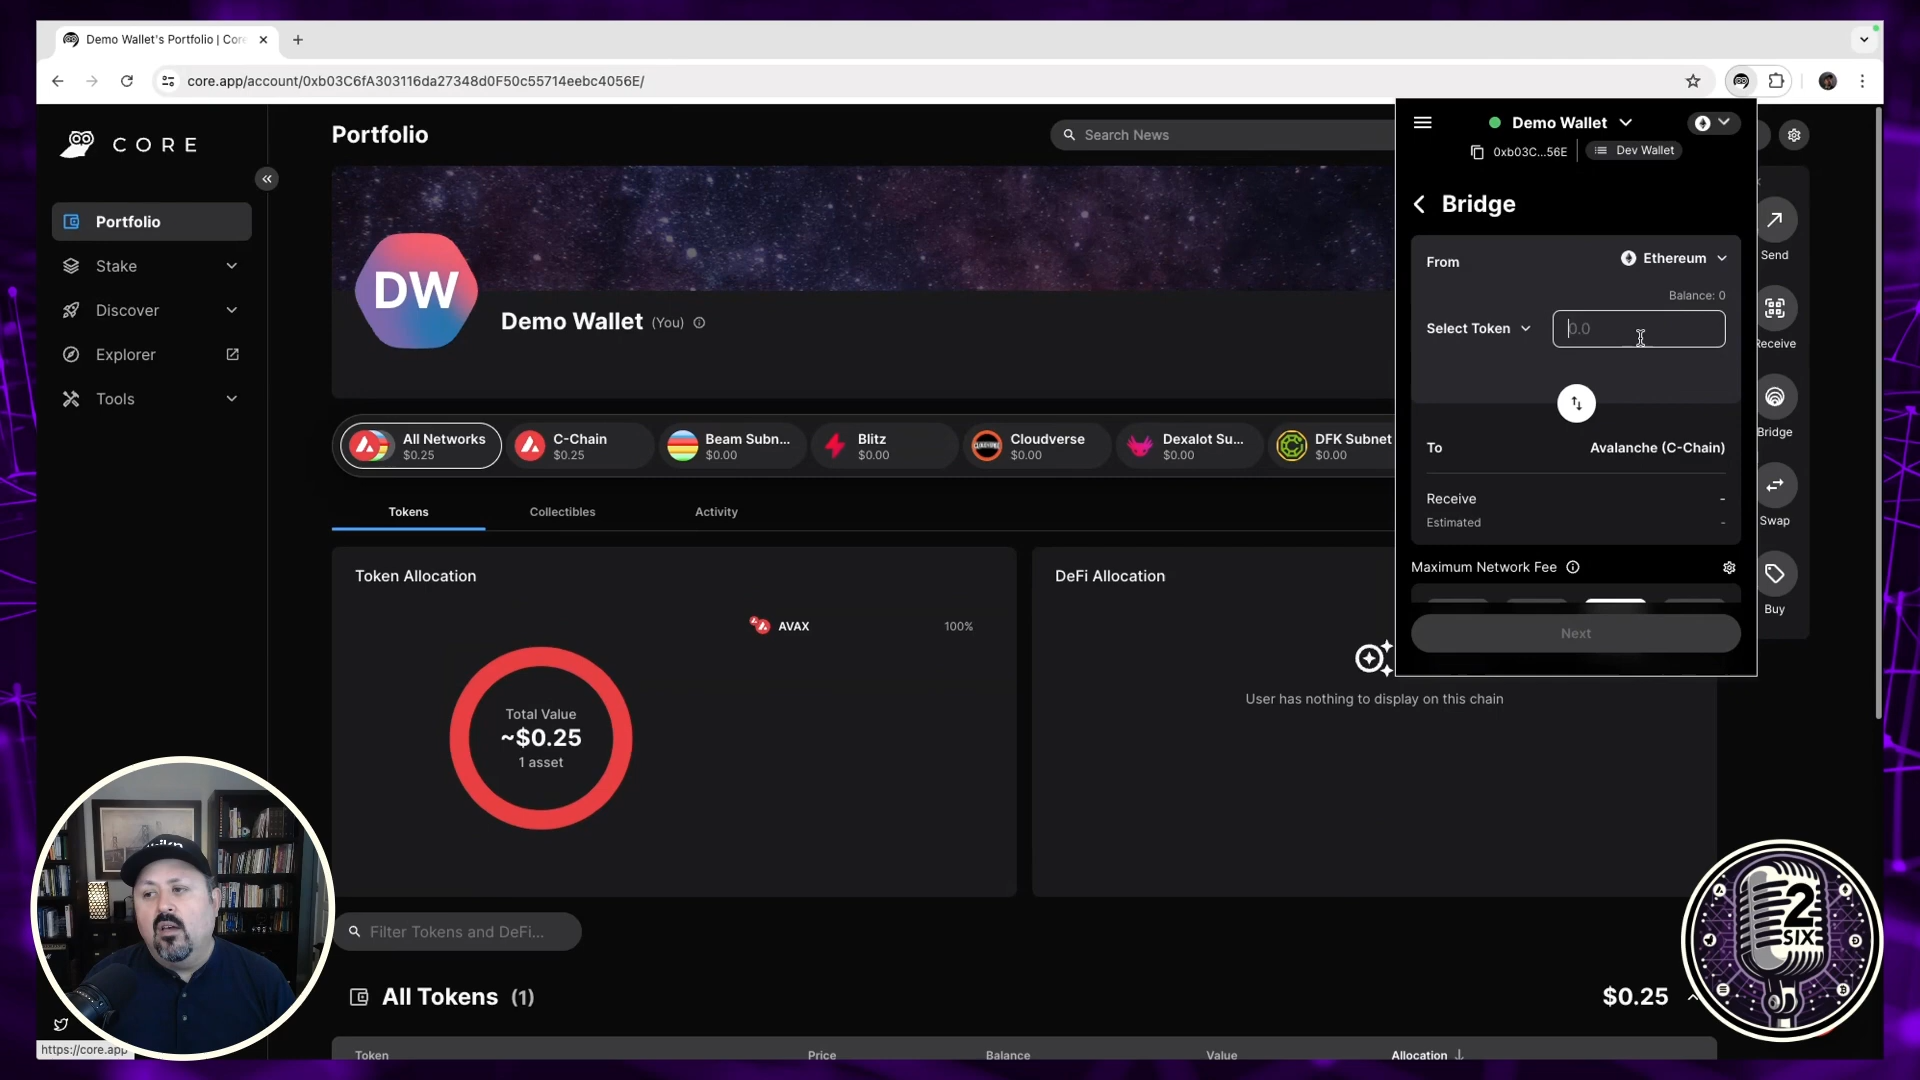 Demo Wallet's Portfolio | Core
core.app/account/0xb03C6fA303116da27348d0F50c55714eebc4056E/
CORE
Portfolio
Stake
Discover
Explorer
Tools
Portfolio
Search News
DW
Demo Wallet (You)
All Networks
$0.25
C-Chain
$0.25
Beam Subn...
$0.00
Blitz
$0.00
Cloudverse
$0.00
Dexalot Su...
$0.00
DFK Subnet
$0.00
Tokens
Collectibles
Activity
Token Allocation
AVAX 100%
Total Value
~$0.25
1 asset
DeFi Allocation
User has nothing to display on this chain
Filter Tokens and DeFi...
All Tokens (1)
$0.25
Token Price Balance Value Allocation
Demo Wallet
0xb03C...56E
Dev Wallet
Bridge
From Ethereum
Balance: 0
Select Token 0.0
To Avalanche (C-Chain)
Receive -
Estimated -
Maximum Network Fee
Next
Send
Receive
Bridge
Swap
Buy
https://core.app
2
SIX